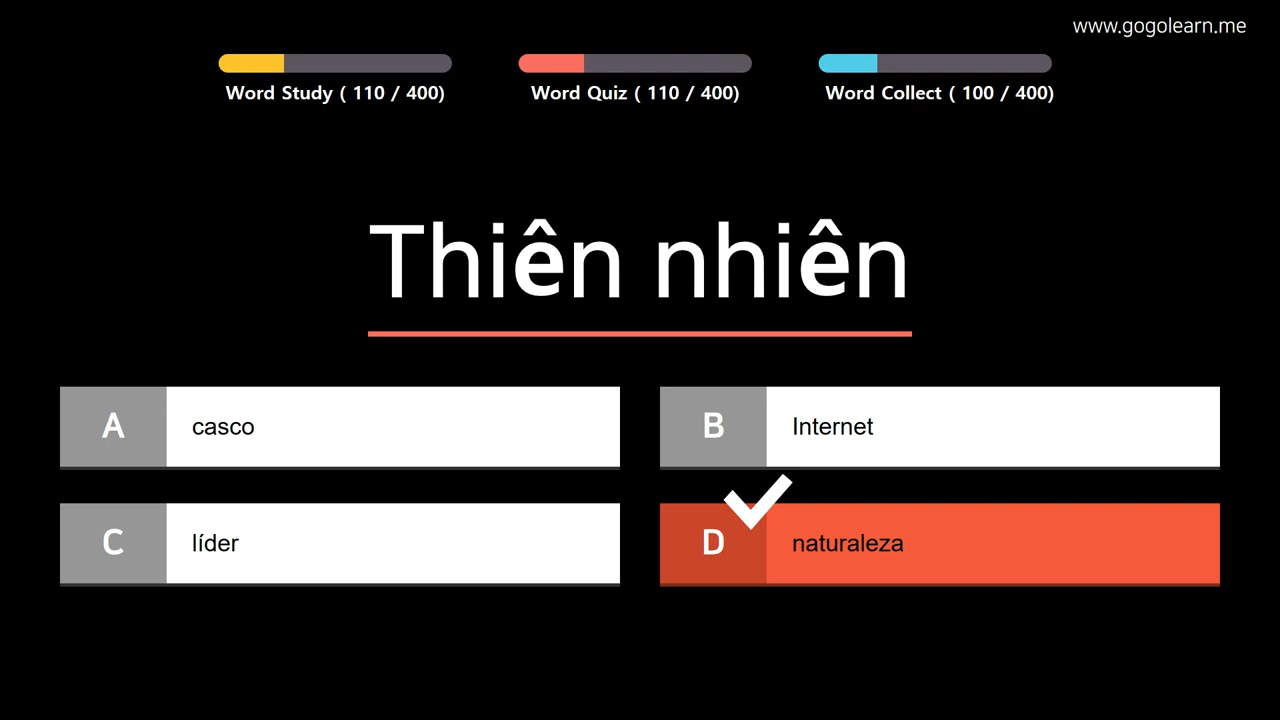 www.gogolearn.me
Word Study ( 110 / 400)
Word Quiz ( 110 / 400)
Word Collect ( 100 / 400)
Thiên nhiên
A casco
B Internet
C líder
D naturaleza